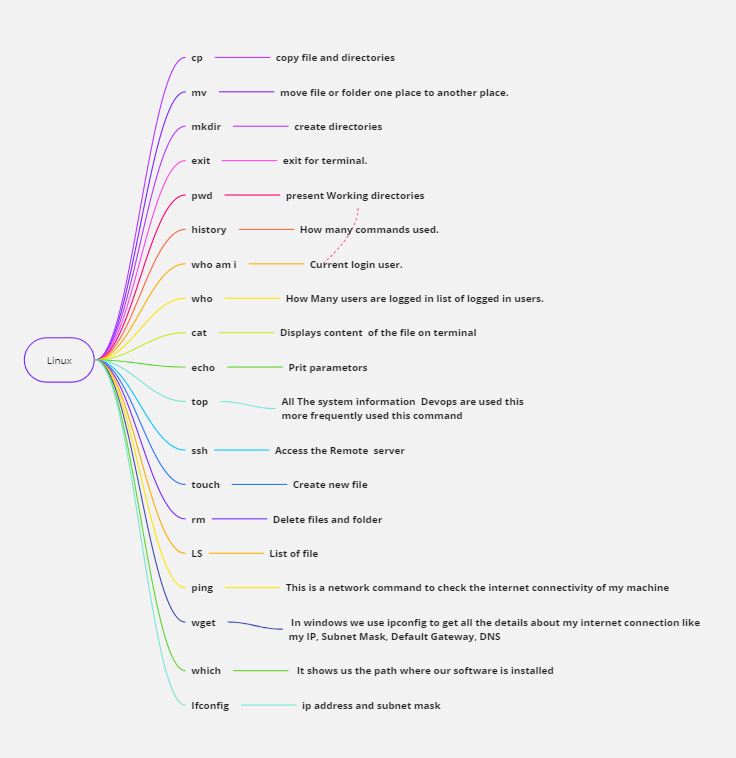 cp copy file and directories
mv move file or folder one place to another place.
mkdir create directories
exit exit for terminal.
pwd present Working directories
history How many commands used.
who am i Current login user.
who How Many users are logged in list of logged in users.
cat Displays content of the file on terminal
Linux
echo Prit parametors
top All The system information Devops are used this
more frequently used this command
ssh Access the Remote server
touch Create new file
rm Delete files and folder
LS List of file
ping This is a network command to check the internet connectivity of my machine
wget In windows we use ipconfig to get all the details about my internet connection like
my IP, Subnet Mask, Default Gateway, DNS
which It shows us the path where our software is installed
Ifconfig ip address and subnet mask